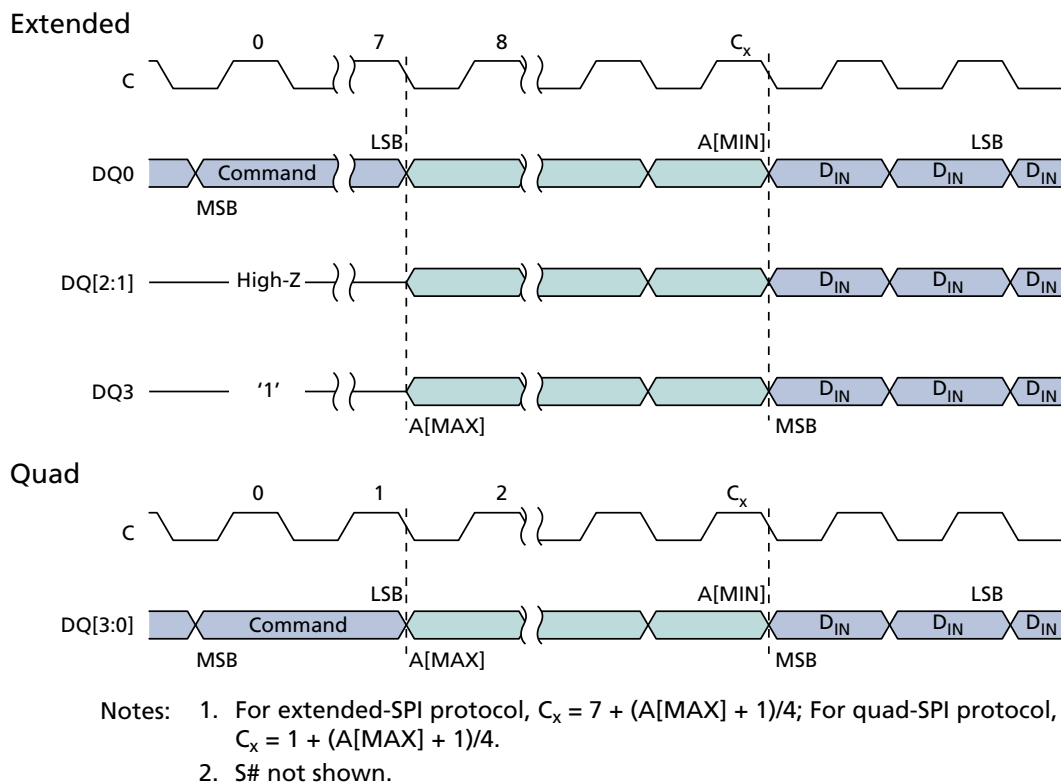 Extended
0 7 8 Cx
C
LSB A[MIN] LSB
DQ0 Command DIN DIN DIN
MSB
DQ[2:1] High-Z DIN DIN DIN
DQ3 '1' DIN DIN DIN
A[MAX] MSB
Quad
0 1 2 Cx
C
LSB A[MIN] LSB
DQ[3:0] Command DIN DIN DIN
MSB A[MAX] MSB
Notes: 1. For extended-SPI protocol, Cx = 7 + (A[MAX] + 1)/4; For quad-SPI protocol,
Cx = 1 + (A[MAX] + 1)/4.
2. S# not shown.